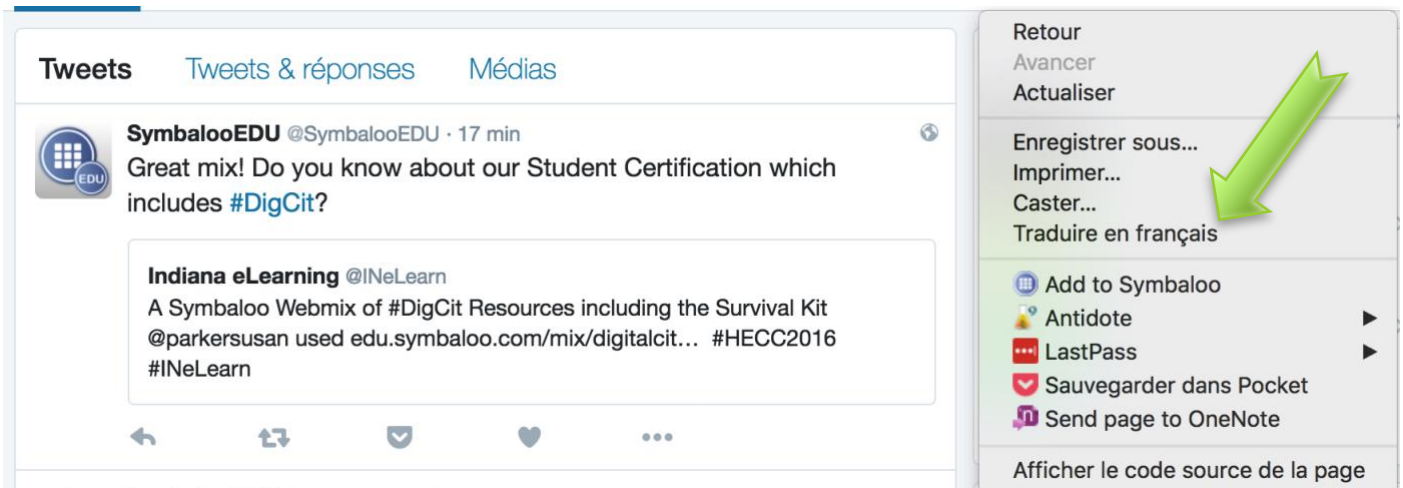 Tweets Tweets & réponses Médias
SymbalooEDU @SymbalooEDU · 17 min
Great mix! Do you know about our Student Certification which
includes #DigCit?
EDU
Indiana eLearning @INeLearn
A Symbaloo Webmix of #DigCit Resources including the Survival Kit
@parkersusan used edu.symbaloo.com/mix/digitalcit… #HECC2016
#INeLearn
Retour
Avancer
Actualiser
Enregistrer sous...
Imprimer...
Caster...
Traduire en français
Add to Symbaloo
Antidote
LastPass
Sauvegarder dans Pocket
Send page to OneNote
Afficher le code source de la page